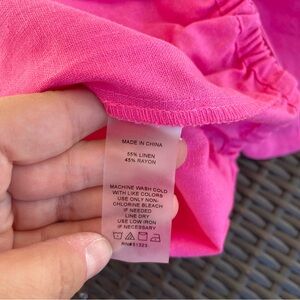 MADE IN CHINA
55% LINEN
45% RAYON
MACHINE WASH COLD
WITH LIKE COLORS
USE ONLY NON-
CHLORINE BLEACH
IF NEEDED
LINE DRY
USE LOW IRON
IF NEEDED